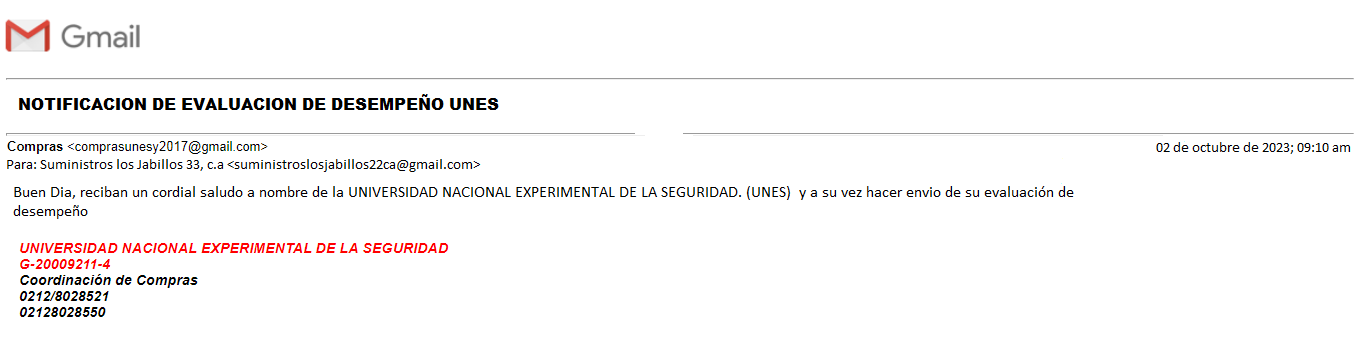 Gmail
NOTIFICACION DE EVALUACION DE DESEMPEÑO UNES
Compras <comprasunesy2017@gmail.com>
02 de octubre de 2023; 09:10 am
Para: Suministros los Jabillos 33, c.a <suministroslosjabillos22ca@gmail.com>
Buen Dia, reciban un cordial saludo a nombre de la UNIVERSIDAD NACIONAL EXPERIMENTAL DE LA SEGURIDAD. (UNES) y a su vez hacer envio de su evaluación de
desempeño
UNIVERSIDAD NACIONAL EXPERIMENTAL DE LA SEGURIDAD
G-20009211-4
Coordinación de Compras
0212/8028521
02128028550